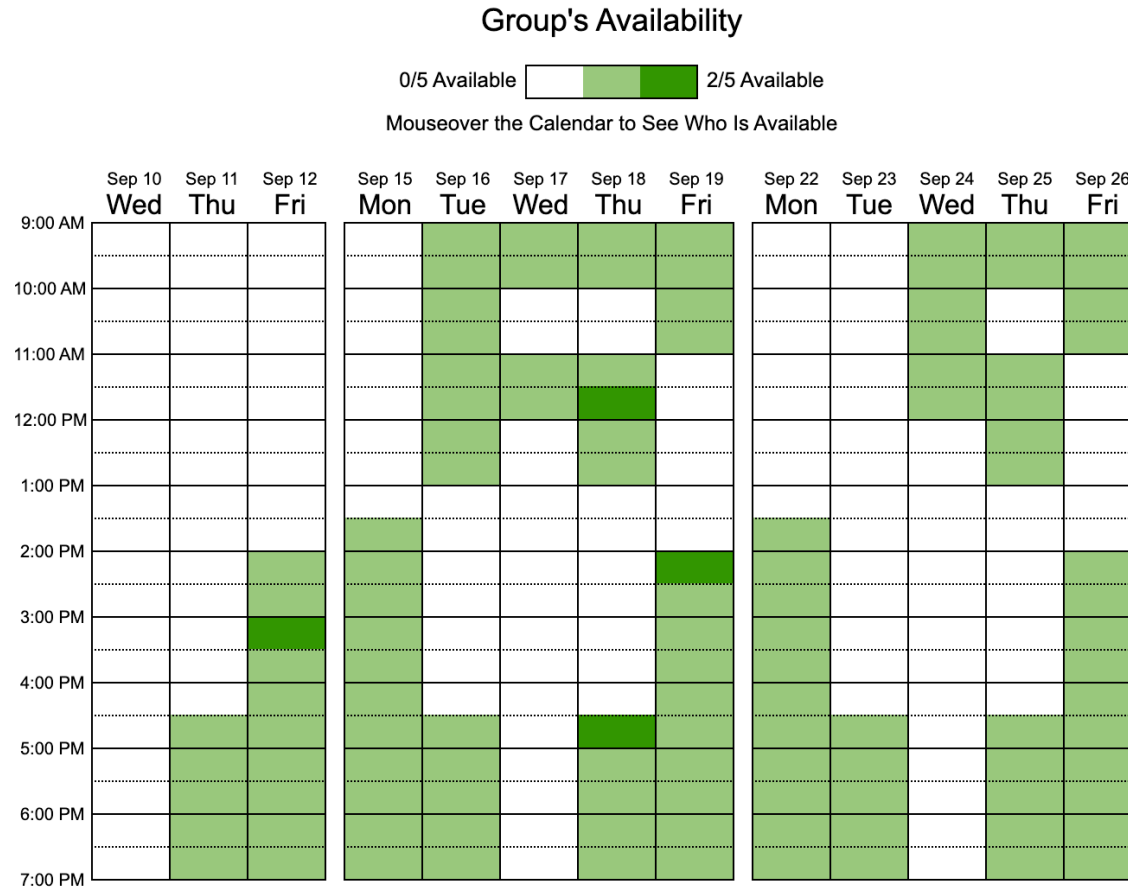 Group's Availability
0/5 Available 2/5 Available
Mouseover the Calendar to See Who Is Available
Sep 10 Sep 11 Sep 12 Sep 15 Sep 16 Sep 17 Sep 18 Sep 19 Sep 22 Sep 23 Sep 24 Sep 25 Sep 26
Wed Thu Fri Mon Tue Wed Thu Fri Mon Tue Wed Thu Fri
9:00 AM
10:00 AM
11:00 AM
12:00 PM
1:00 PM
2:00 PM
3:00 PM
4:00 PM
5:00 PM
6:00 PM
7:00 PM